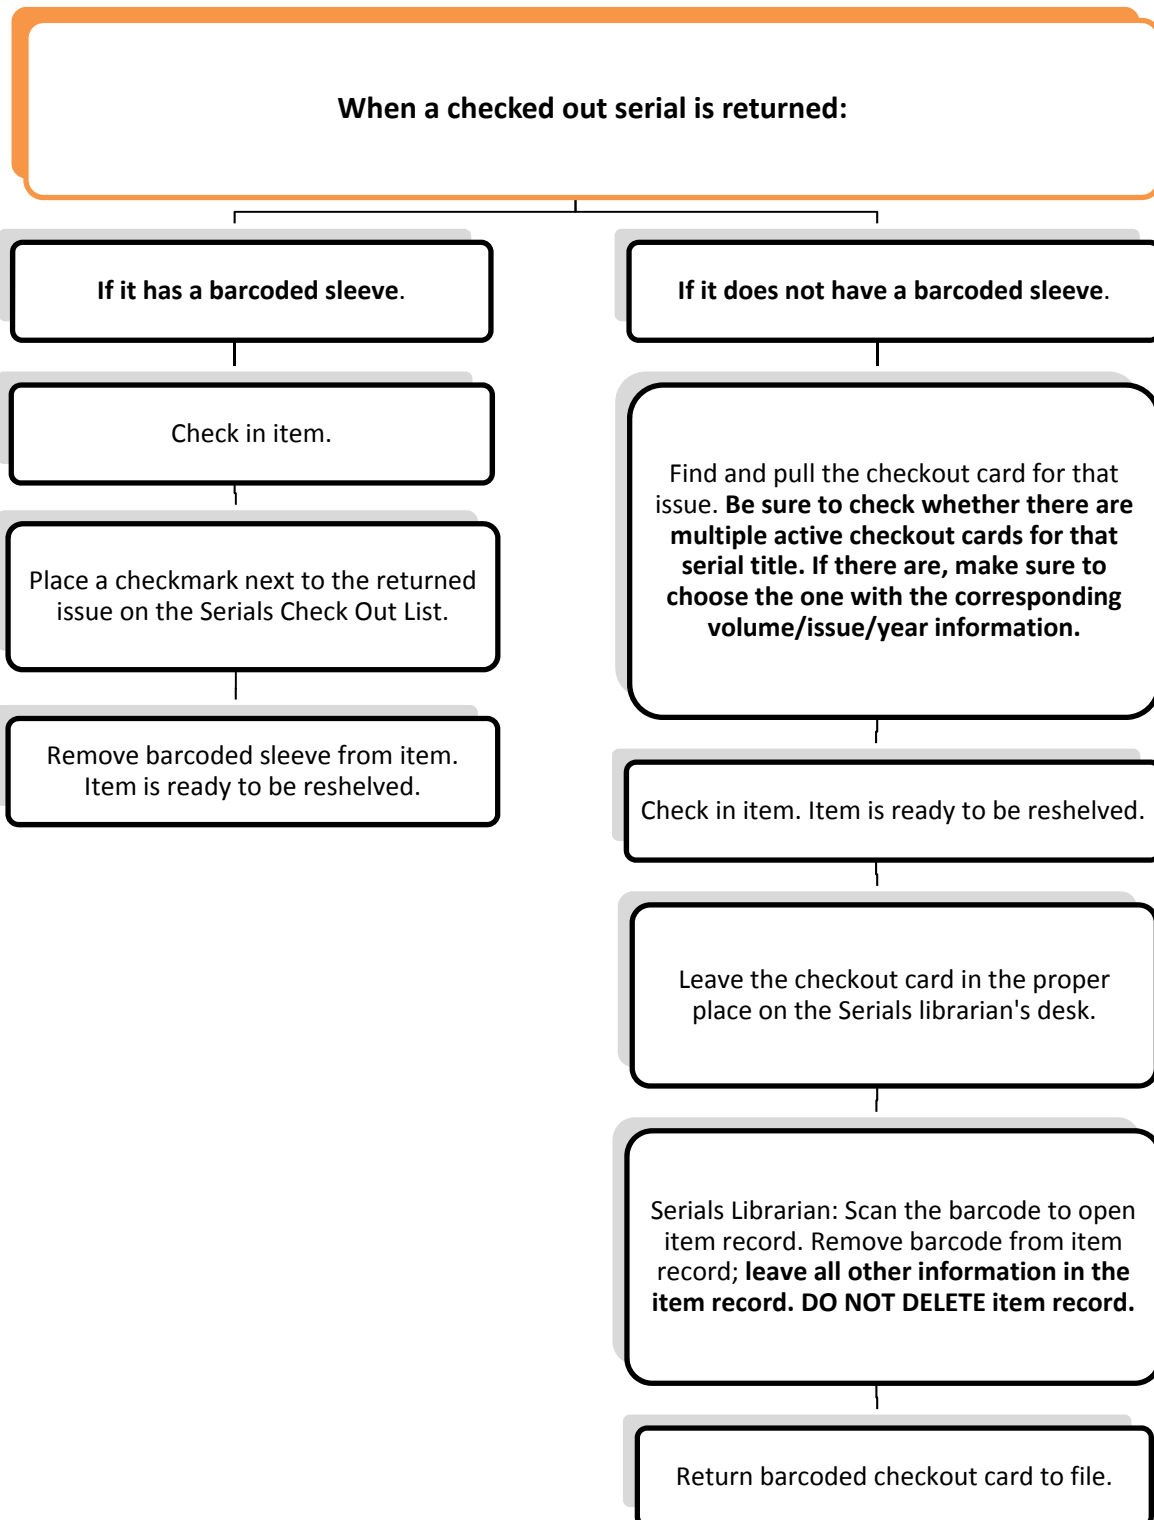 When a checked out serial is returned:
If it has a barcoded sleeve.
Check in item.
Place a checkmark next to the returned
issue on the Serials Check Out List.
Remove barcoded sleeve from item.
Item is ready to be reshelved.
If it does not have a barcoded sleeve.
Find and pull the checkout card for that
issue. Be sure to check whether there are
multiple active checkout cards for that
serial title. If there are, make sure to
choose the one with the corresponding
volume/issue/year information.
Check in item. Item is ready to be reshelved.
Leave the checkout card in the proper
place on the Serials librarian's desk.
Serials Librarian: Scan the barcode to open
item record. Remove barcode from item
record; leave all other information in the
item record. DO NOT DELETE item record.
Return barcoded checkout card to file.